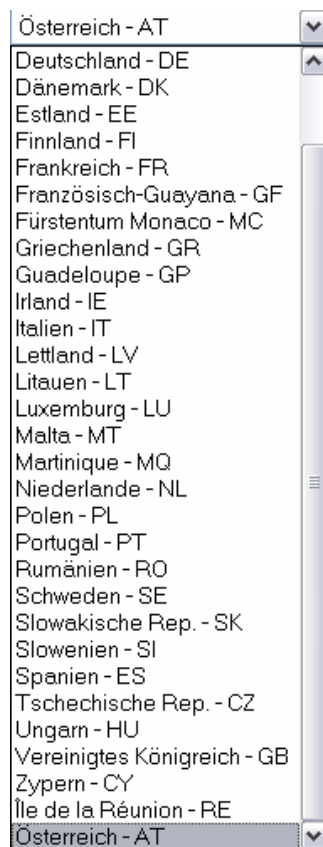 Österreich - AT
Deutschland - DE
Dänemark - DK
Estland - EE
Finnland - FI
Frankreich - FR
Französisch-Guayana - GF
Fürstentum Monaco - MC
Griechenland - GR
Guadeloupe - GP
Irland - IE
Italien - IT
Lettland - LV
Litauen - LT
Luxemburg - LU
Malta - MT
Martinique - MQ
Niederlande - NL
Polen - PL
Portugal - PT
Rumänien - RO
Schweden - SE
Slowakische Rep. - SK
Slowenien - SI
Spanien - ES
Tschechische Rep. - CZ
Ungarn - HU
Vereinigtes Königreich - GB
Zypern - CY
Île de la Réunion - RE
Österreich - AT